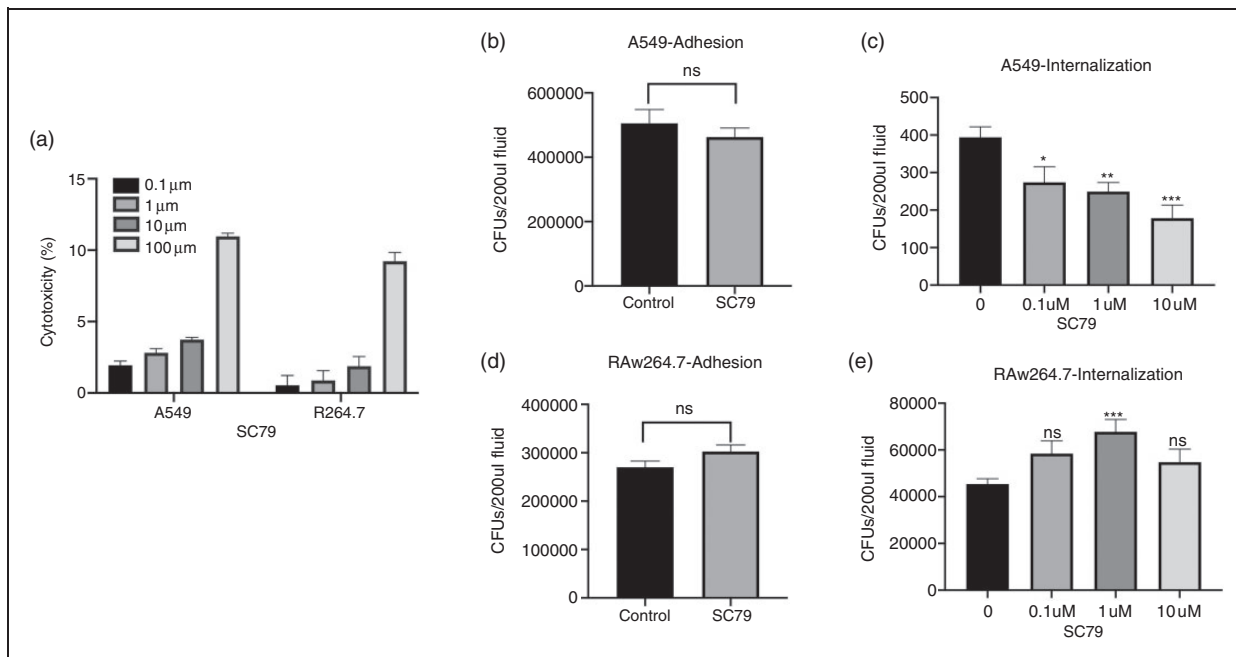 (a)
15
10
5
0
Cytotoxicity (%)
0.1 μm
1 μm
10 μm
100 μm
A549
R264.7
SC79
(b)
A549-Adhesion
ns
600000
400000
200000
0
CFUs/200ul fluid
Control
SC79
(c)
A549-Internalization
500
400
300
200
100
0
CFUs/200ul fluid
*
**
***
0
0.1uM
1uM
10uM
SC79
(d)
RAw264.7-Adhesion
ns
400000
300000
200000
100000
0
CFUs/200ul fluid
Control
SC79
(e)
RAw264.7-Internalization
80000
60000
40000
20000
0
CFUs/200ul fluid
ns
***
ns
0
0.1uM
1uM
10uM
SC79